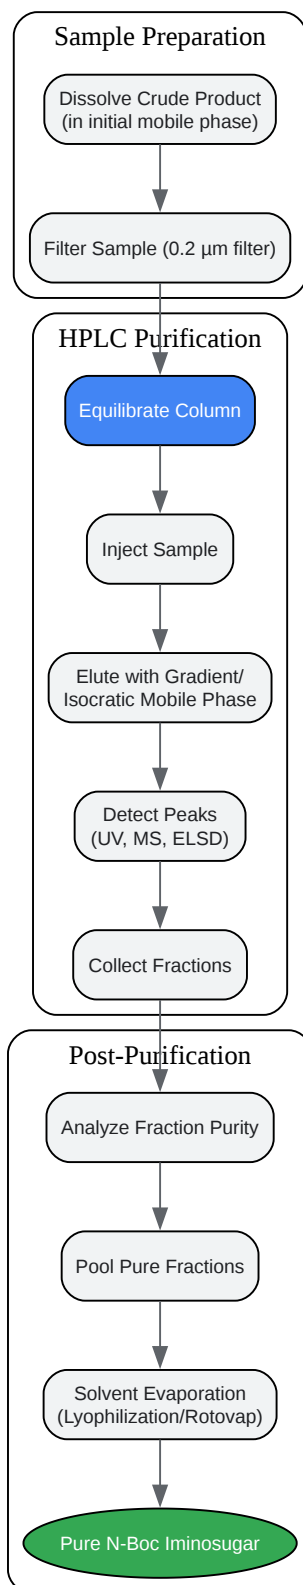 Sample Preparation
Dissolve Crude Product
(in initial mobile phase)
Filter Sample (0.2 µm filter)
HPLC Purification
Equilibrate Column
Inject Sample
Elute with Gradient/
Isocratic Mobile Phase
Detect Peaks
(UV, MS, ELSD)
Collect Fractions
Post-Purification
Analyze Fraction Purity
Pool Pure Fractions
Solvent Evaporation
(Lyophilization/Rotovap)
Pure N-Boc Iminosugar